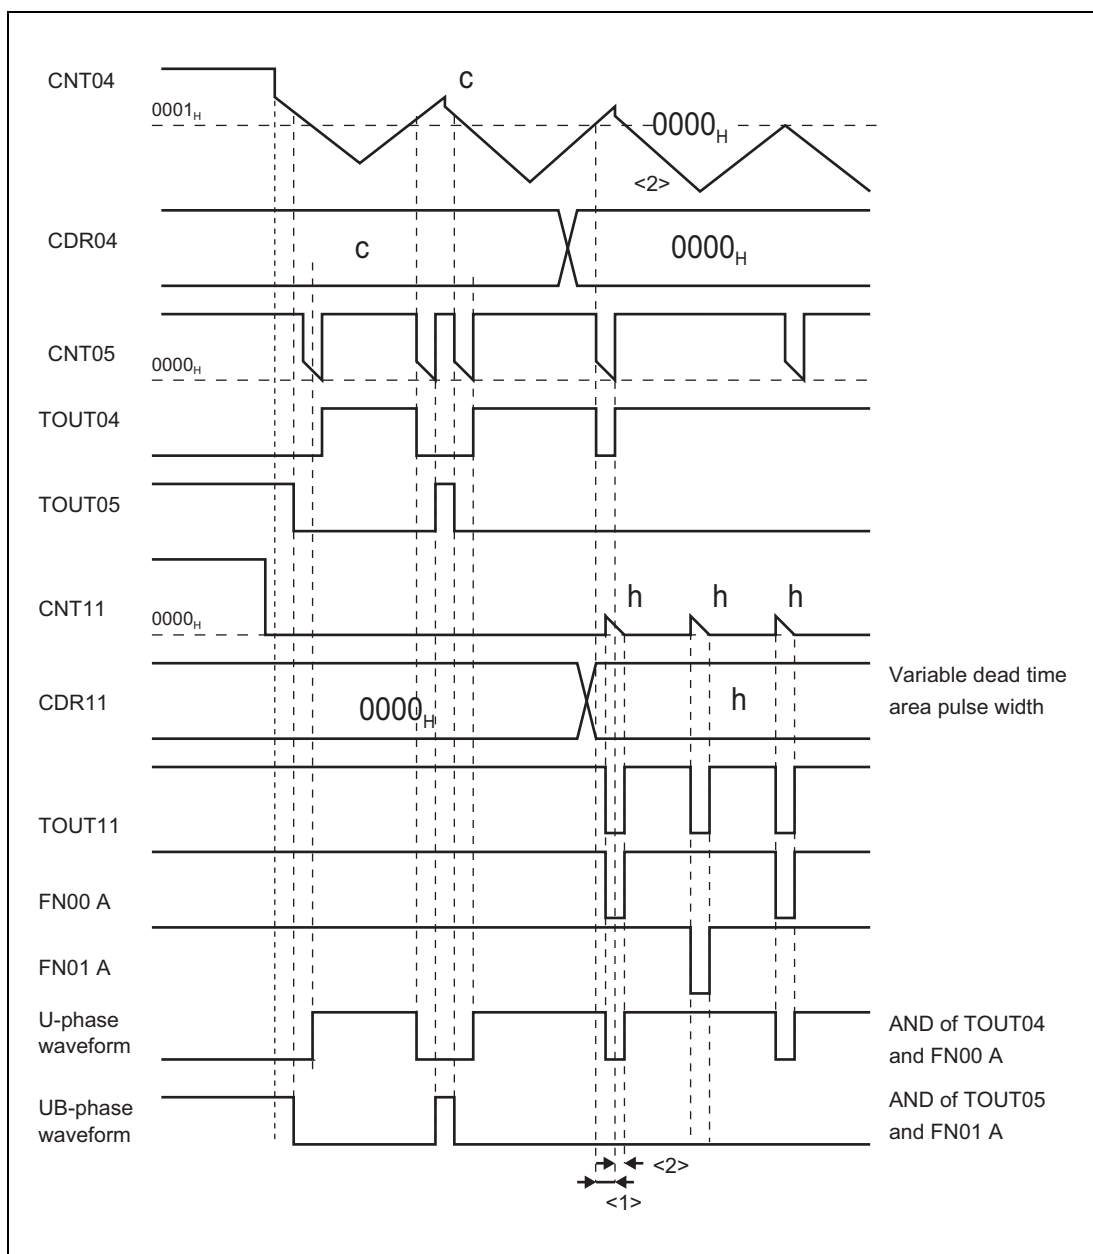 CNT04
c
0001H
0000H
<2>
CDR04
c
0000H
CNT05
0000H
TOUT04
TOUT05
CNT11
h
h
h
0000H
CDR11
0000H
h
Variable dead time
area pulse width
TOUT11
FN00 A
FN01 A
U-phase
waveform
AND of TOUT04
and FN00 A
UB-phase
waveform
AND of TOUT05
and FN01 A
<2>
<1>